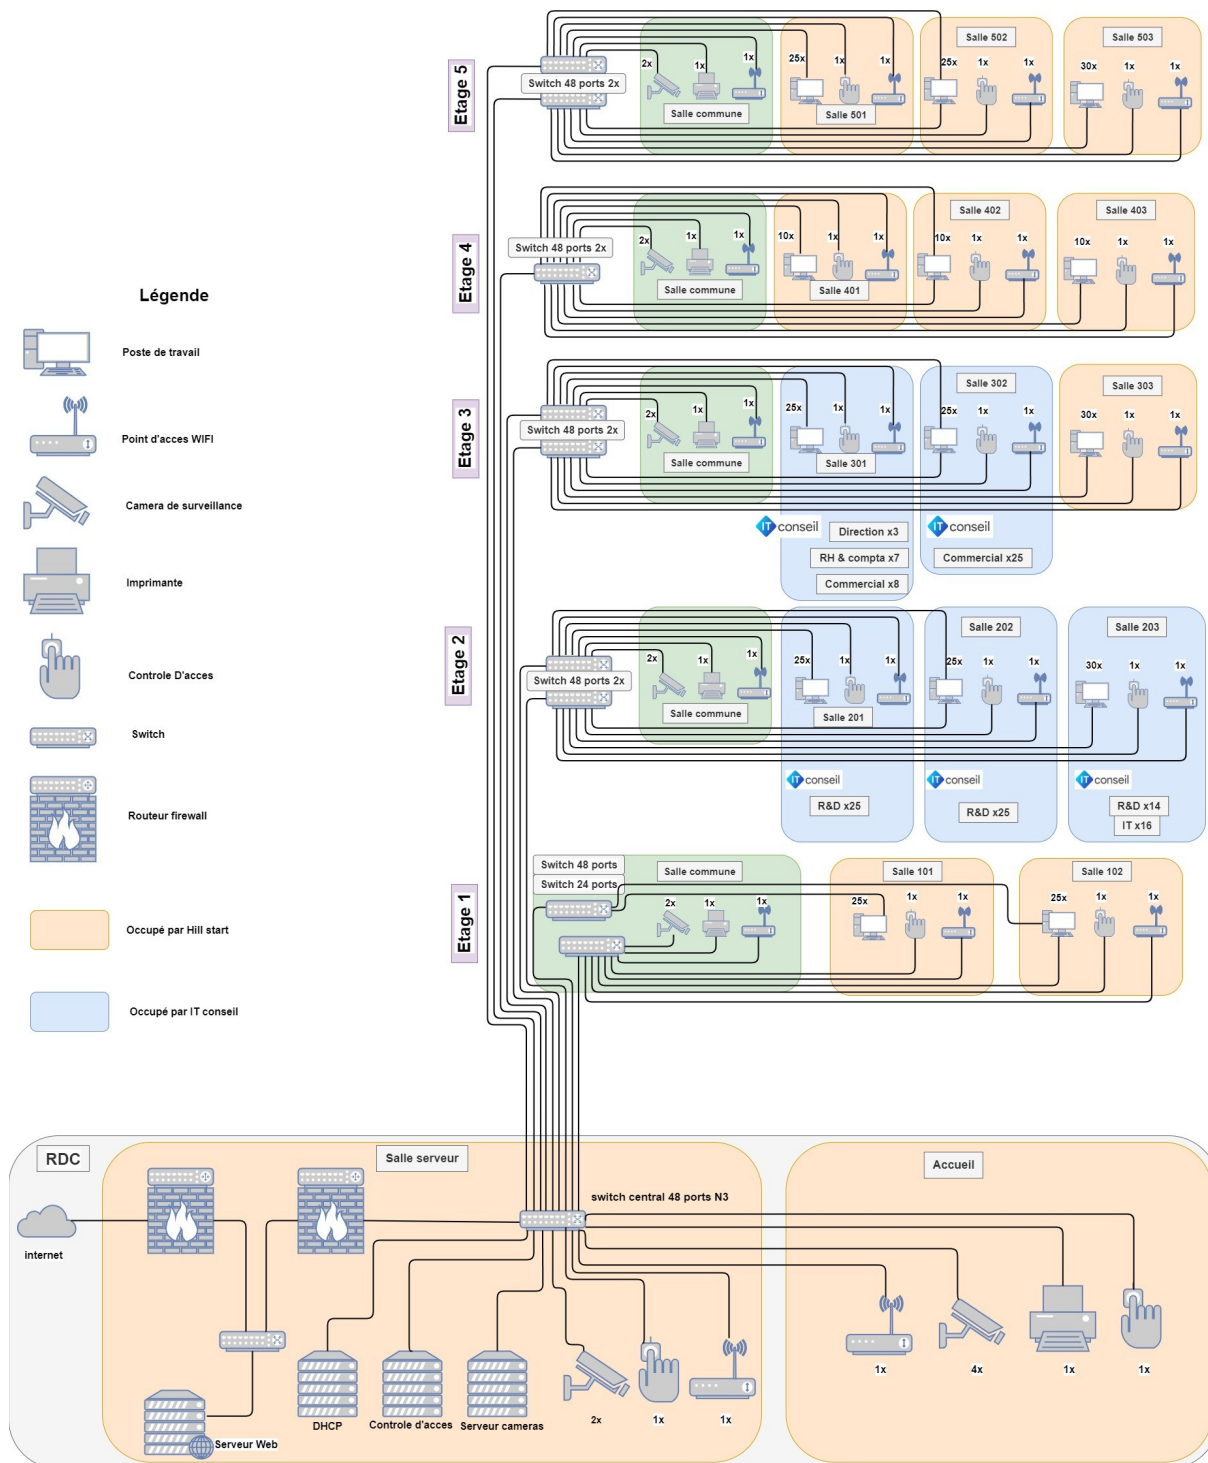 Légende
Poste de travail
Point d'acces WIFI
Camera de surveillance
Imprimante
Controle D'acces
Switch
Routeur firewall
Occupé par Hill start
Occupé par IT conseil
Etage 5
Switch 48 ports 2x
2x
1x
1x
Salle commune
25x
1x
1x
Salle 501
Salle 502
25x
1x
1x
Salle 503
30x
1x
1x
Etage 4
Switch 48 ports 2x
2x
1x
1x
Salle commune
10x
1x
1x
Salle 401
Salle 402
10x
1x
1x
Salle 403
10x
1x
1x
Etage 3
Switch 48 ports 2x
2x
1x
1x
Salle commune
25x
1x
1x
Salle 301
IT conseil
Direction x3
RH & compta x7
Commercial x8
Salle 302
25x
1x
1x
IT conseil
Commercial x25
Salle 303
30x
1x
1x
Etage 2
Switch 48 ports 2x
2x
1x
1x
Salle commune
25x
1x
1x
Salle 201
IT conseil
R&D x25
Salle 202
25x
1x
1x
IT conseil
R&D x25
Salle 203
30x
1x
1x
IT conseil
R&D x14
IT x16
Etage 1
Switch 48 ports
Switch 24 ports
Salle commune
2x
1x
1x
Salle 101
25x
1x
1x
Salle 102
25x
1x
1x
RDC
Salle serveur
internet
switch central 48 ports N3
Serveur Web
DHCP
Controle d'acces
Serveur cameras
2x
1x
1x
Accueil
1x
4x
1x
1x